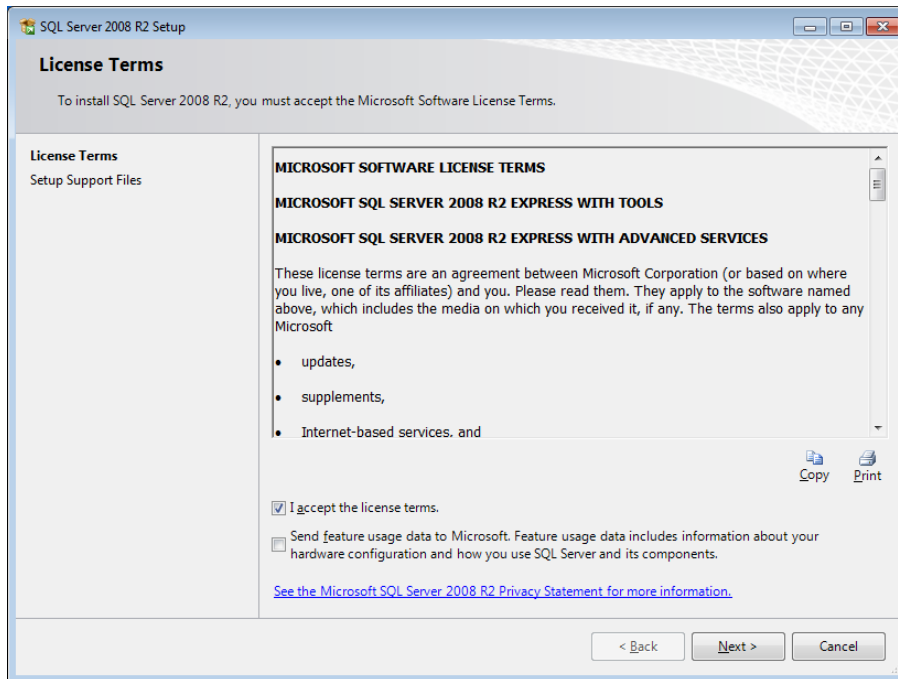 SQL Server 2008 R2 Setup
License Terms
To install SQL Server 2008 R2, you must accept the Microsoft Software License Terms.
License Terms
Setup Support Files
MICROSOFT SOFTWARE LICENSE TERMS
MICROSOFT SQL SERVER 2008 R2 EXPRESS WITH TOOLS
MICROSOFT SQL SERVER 2008 R2 EXPRESS WITH ADVANCED SERVICES
These license terms are an agreement between Microsoft Corporation (or based on where
you live, one of its affiliates) and you. Please read them. They apply to the software named
above, which includes the media on which you received it, if any. The terms also apply to any
Microsoft
• updates,
• supplements,
• Internet-based services, and
Copy
Print
I accept the license terms.
Send feature usage data to Microsoft. Feature usage data includes information about your
hardware configuration and how you use SQL Server and its components.
See the Microsoft SQL Server 2008 R2 Privacy Statement for more information.
< Back
Next >
Cancel